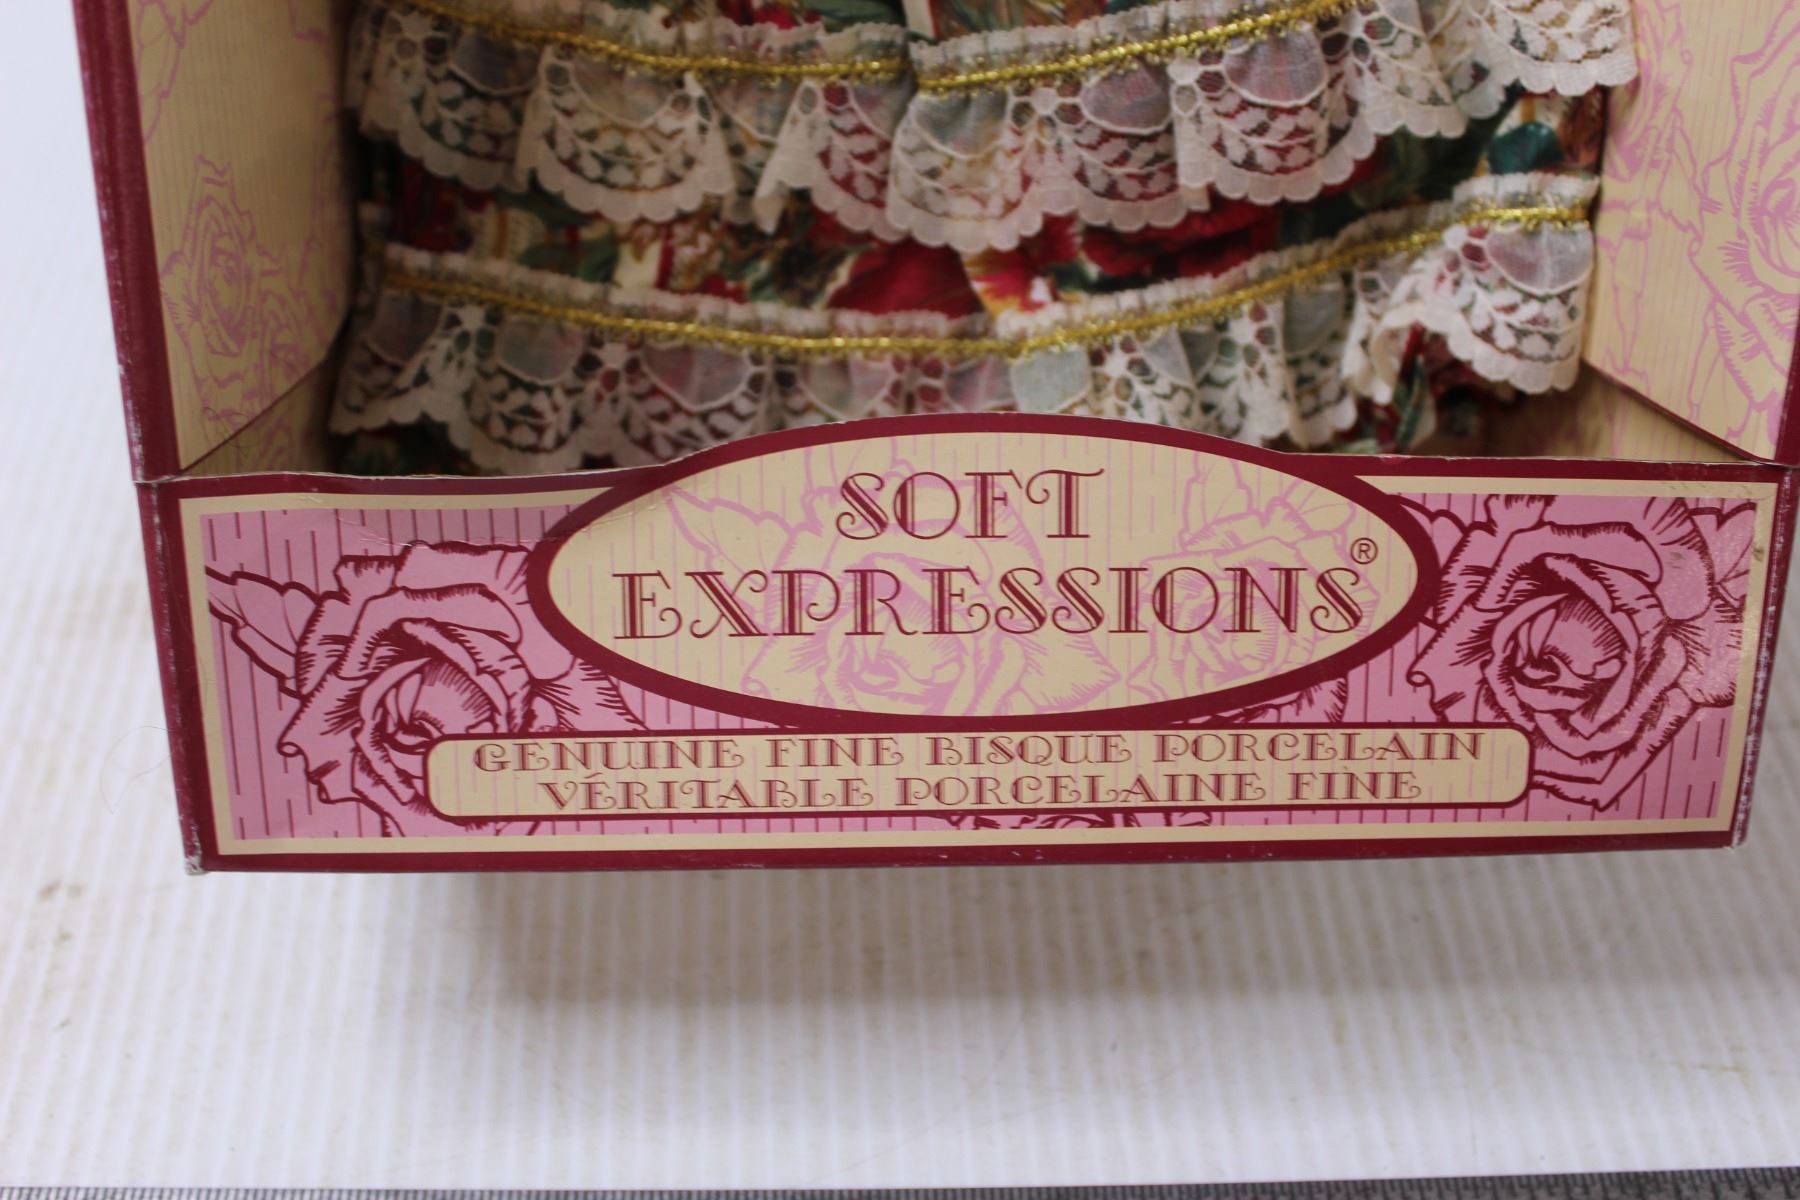 SOFT
EXPRESSIONS®
GENUINE FINE BISQUE PORCELAIN
VÉRITABLE PORCELAINE FINE